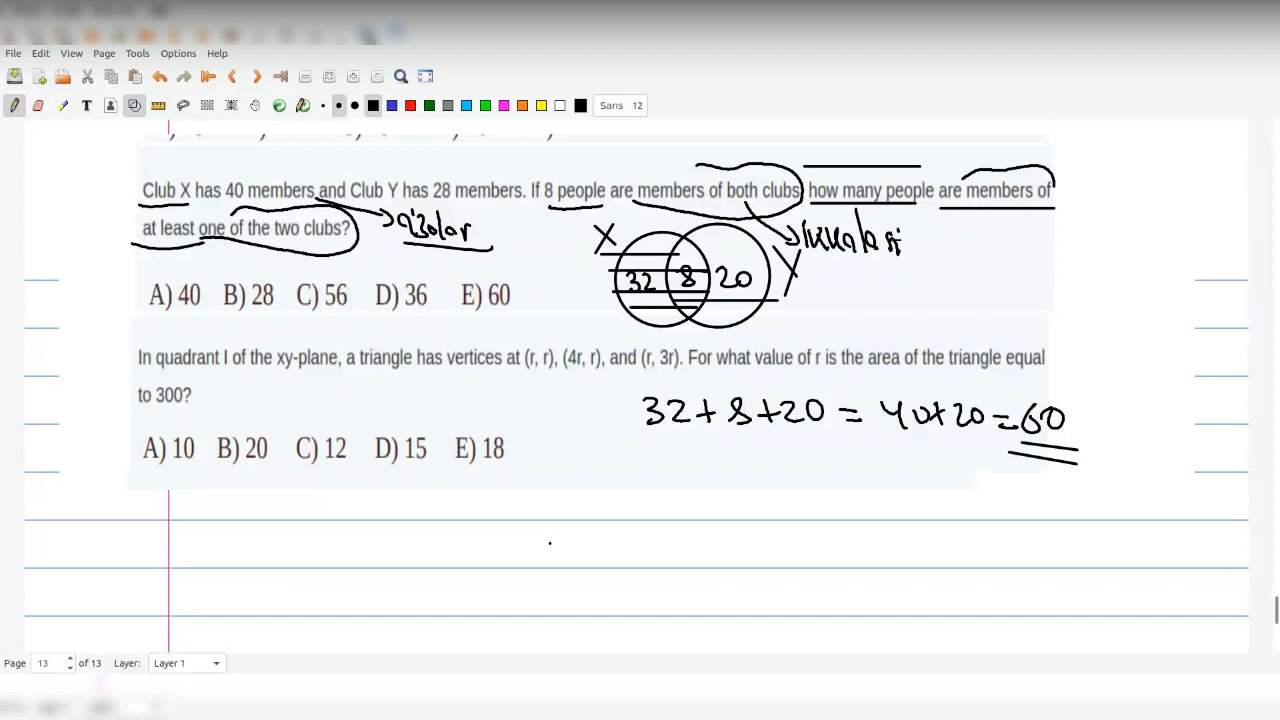 File Edit View Page Tools Options Help
T Sans 12
Club X has 40 members and Club Y has 28 members. If 8 people are members of both clubs, how many people are members of
at least one of the two clubs?
a'zolar
X 32 8 20 Y
A) 40 B) 28 C) 56 D) 36 E) 60
In quadrant I of the xy-plane, a triangle has vertices at (r, r), (4r, r), and (r, 3r). For what value of r is the area of the triangle equal
to 300?
32 + 8 + 20 = 40 + 20 = 60
A) 10 B) 20 C) 12 D) 15 E) 18
Page 13 of 13 Layer: Layer 1